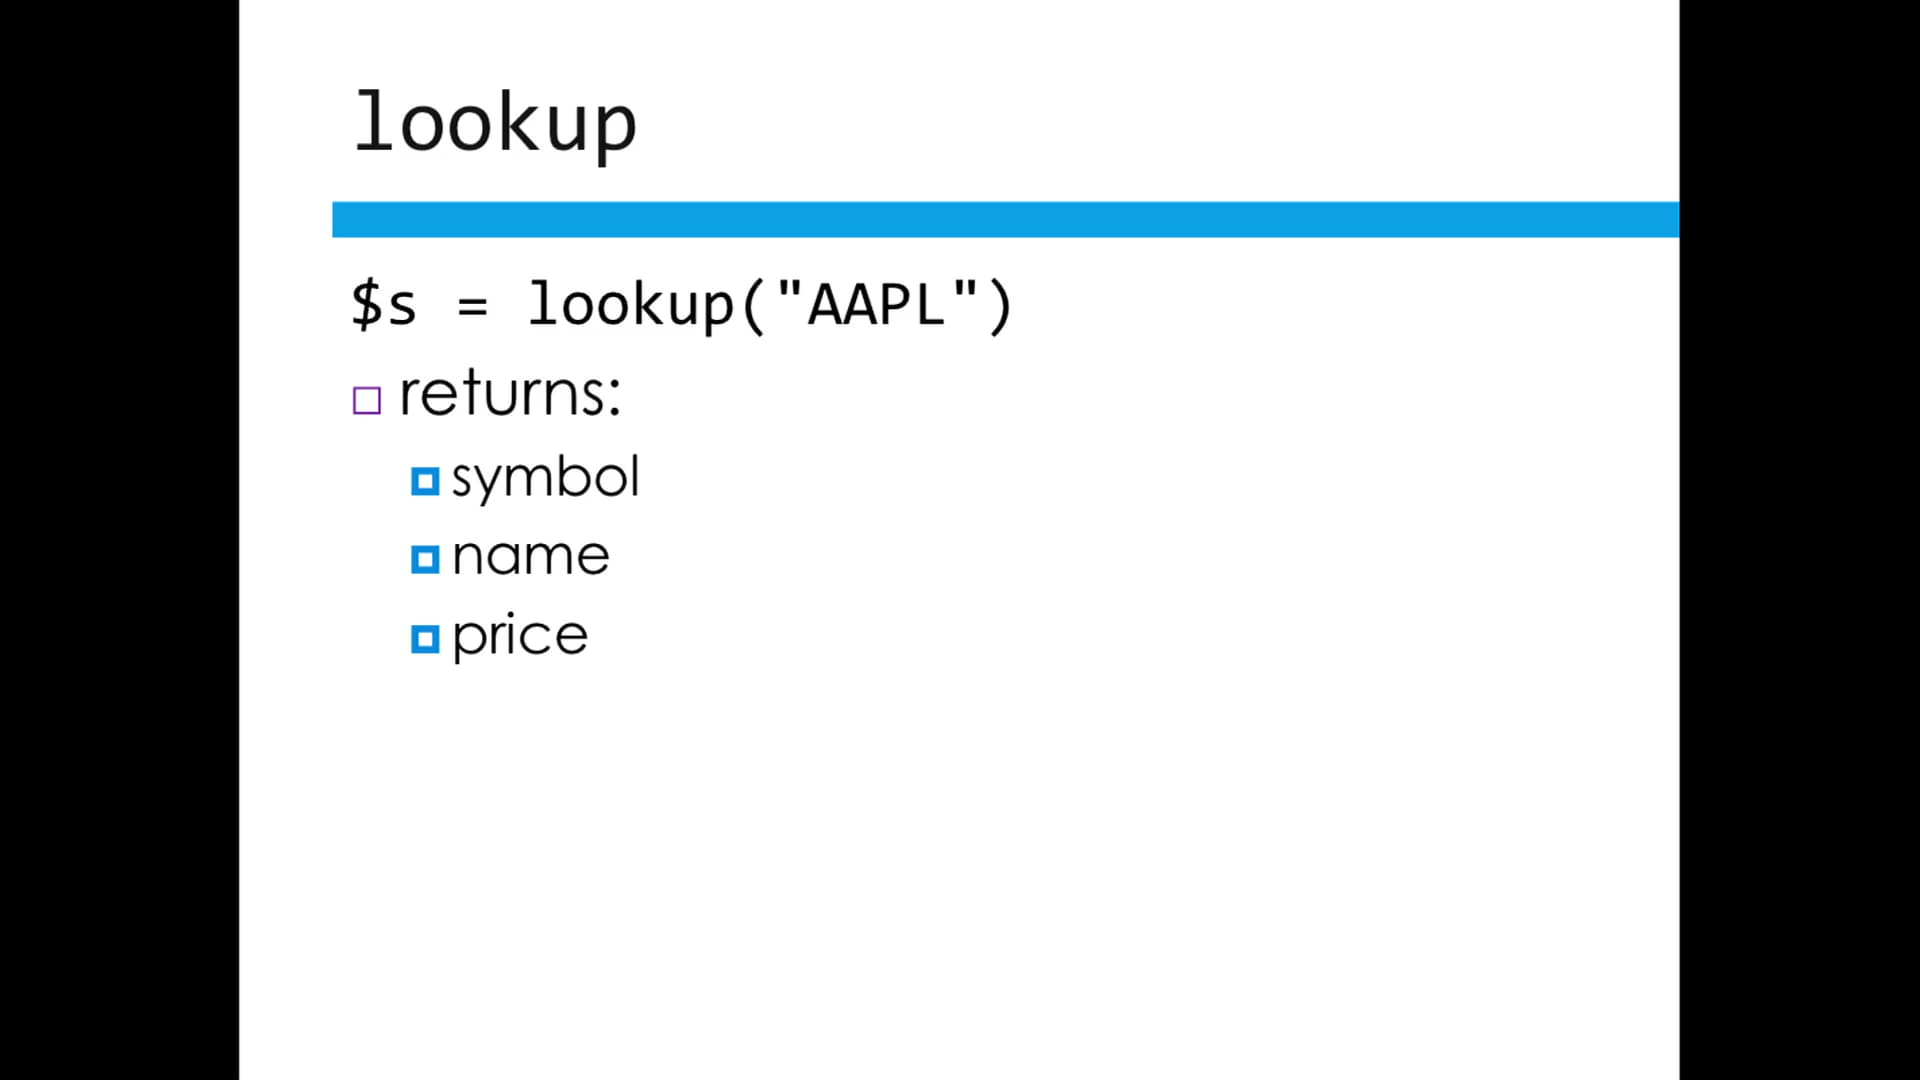 lookup
$s = lookup("AAPL")
returns:
symbol
name
price